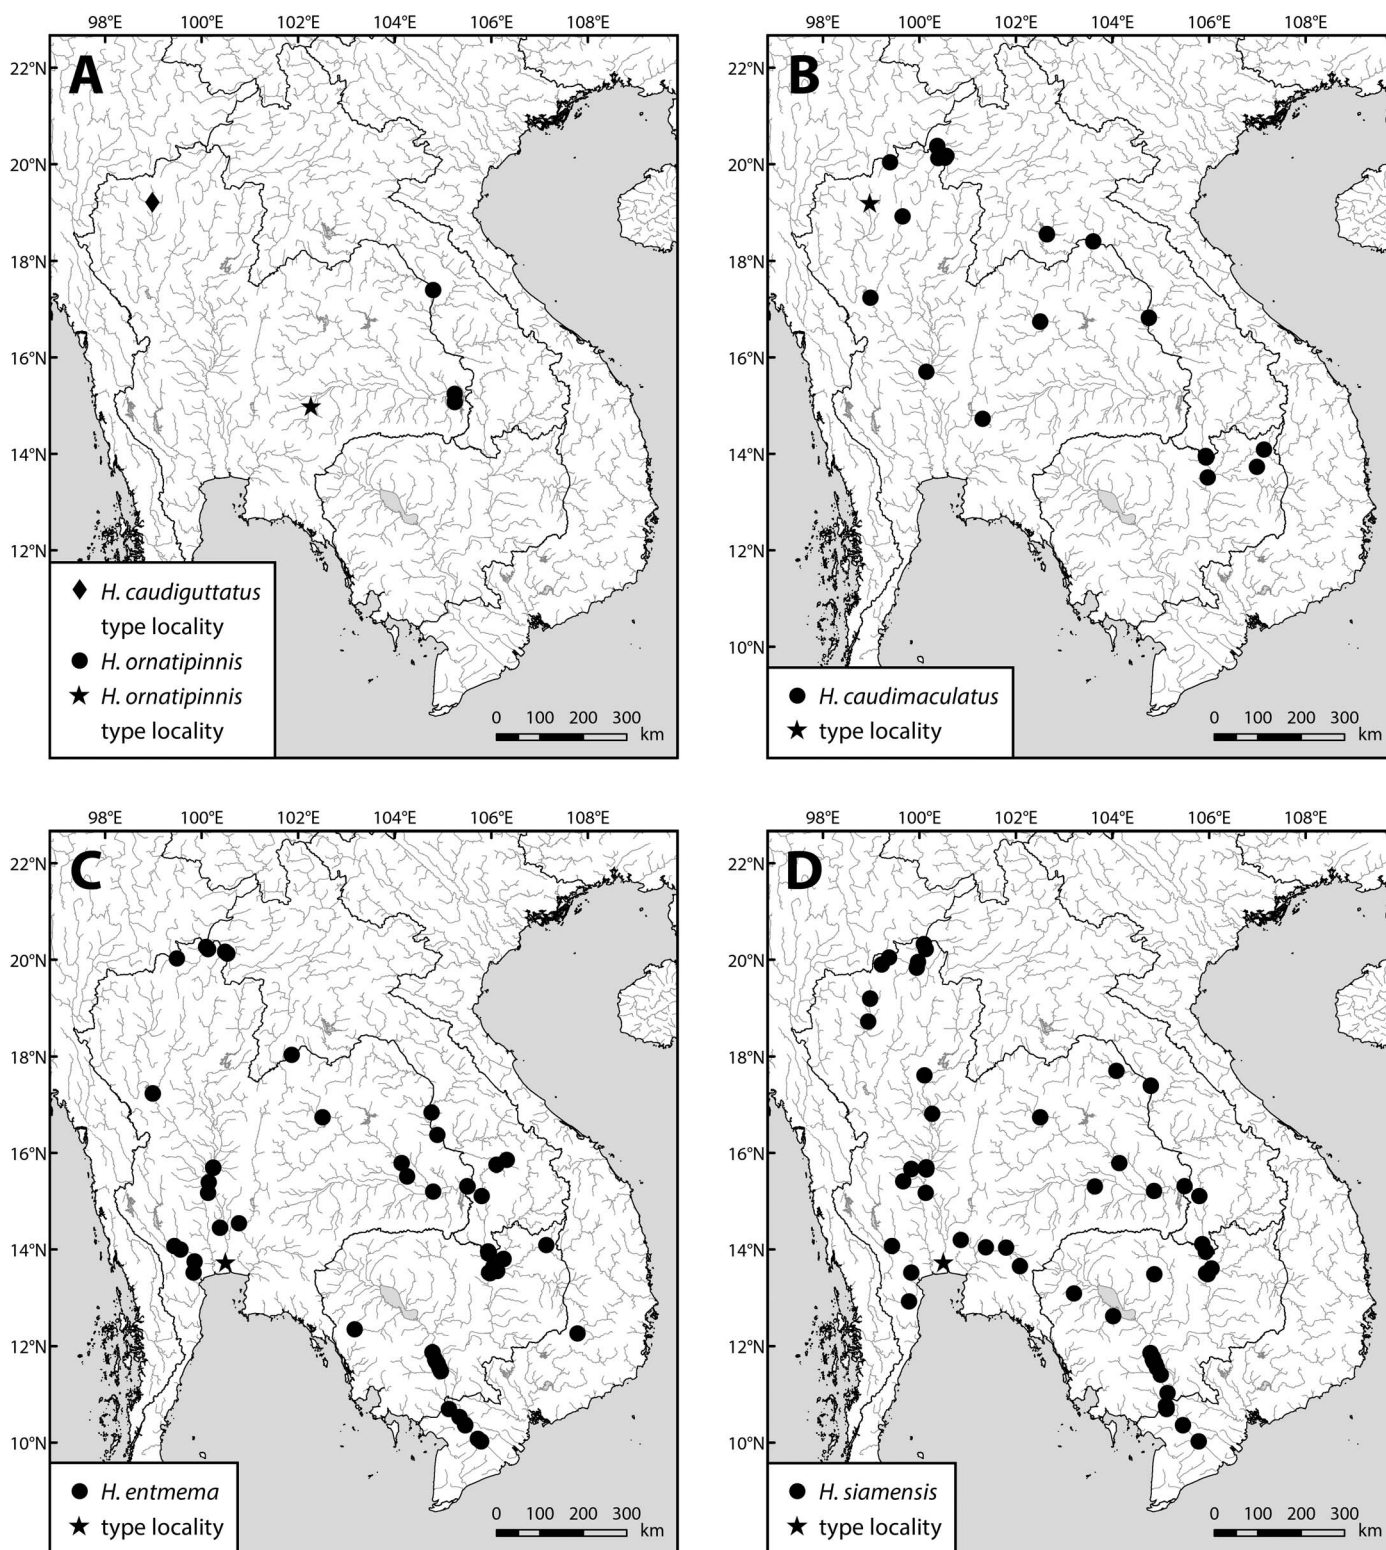 98°E 100°E 102°E 104°E 106°E 108°E
A
22°N
20°N
18°N
16°N
14°N
12°N
H. caudiguttatus
type locality
H. ornatipinnis
H. ornatipinnis
type locality
0 100 200 300 km
98°E 100°E 102°E 104°E 106°E 108°E
B
22°N
20°N
18°N
16°N
14°N
12°N
10°N
H. caudimaculatus
type locality
0 100 200 300 km
98°E 100°E 102°E 104°E 106°E 108°E
C
22°N
20°N
18°N
16°N
14°N
12°N
10°N
H. entmema
type locality
0 100 200 300 km
98°E 100°E 102°E 104°E 106°E 108°E
D
22°N
20°N
18°N
16°N
14°N
12°N
10°N
H. siamensis
type locality
0 100 200 300 km